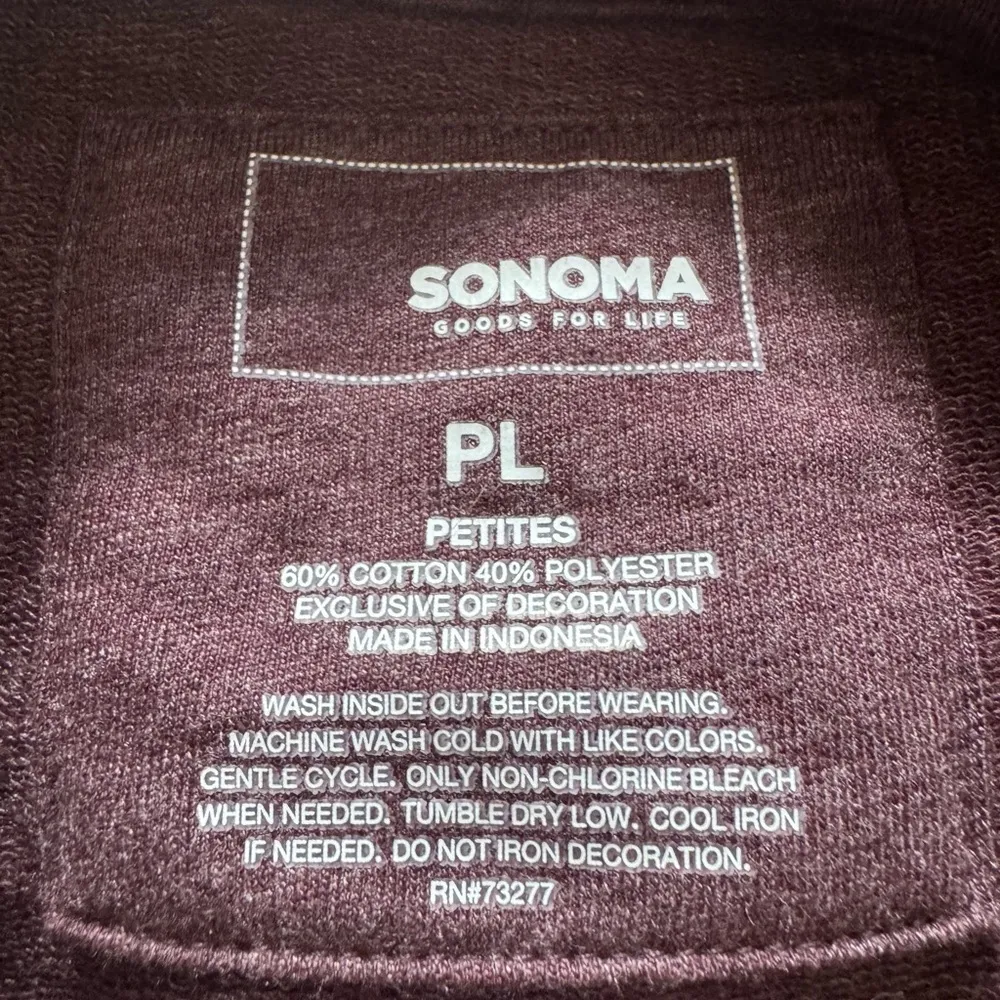 SONOMA
GOODS FOR LIFE
PL
PETITES
60% COTTON 40% POLYESTER
EXCLUSIVE OF DECORATION
MADE IN INDONESIA
WASH INSIDE OUT BEFORE WEARING.
MACHINE WASH COLD WITH LIKE COLORS.
GENTLE CYCLE. ONLY NON-CHLORINE BLEACH
WHEN NEEDED. TUMBLE DRY LOW. COOL IRON
IF NEEDED. DO NOT IRON DECORATION.
RN#73277